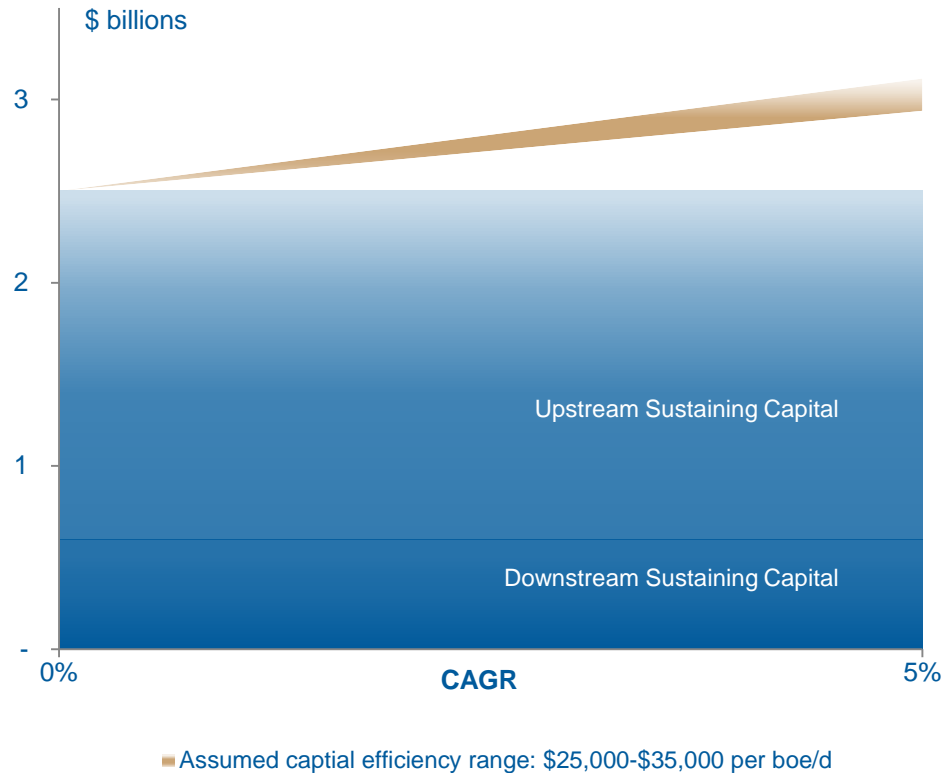 $ billions
3
2
1
-
Upstream Sustaining Capital
Downstream Sustaining Capital
0%
CAGR
5%
Assumed captial efficiency range: $25,000-$35,000 per boe/d